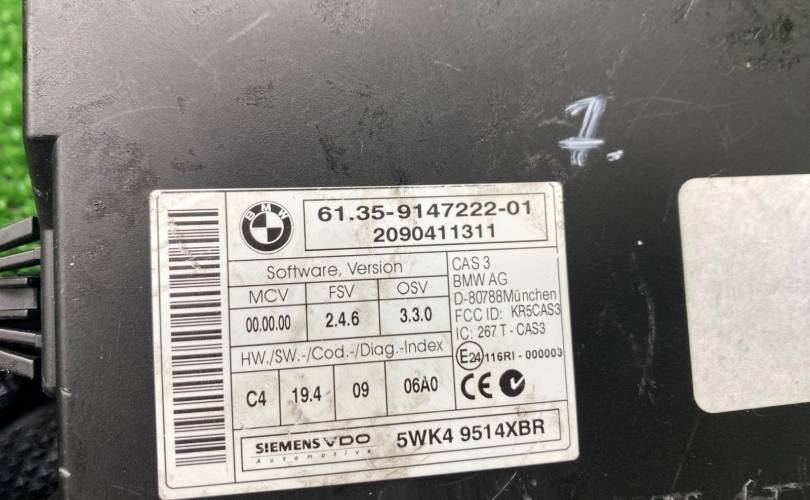 1.
BMW
61.35-9147222-01
2090411311
Software, Version
MCV FSV OSV
00.00.00 2.4.6 3.3.0
HW./SW.-/Cod.-/Diag.-Index
C4 19.4 09 06A0
CAS 3
BMW AG
D-80788München
FCC ID: KR5CAS3
IC: 267 T - CAS3
E24 116RI - 000003
CE
SIEMENS VDO 5WK4 9514XBR
Automotive